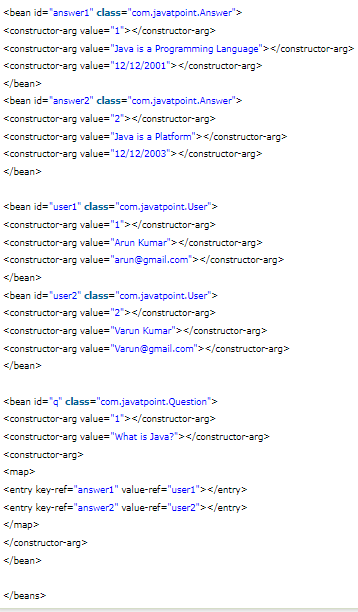 <bean id="answer1" class="com.javatpoint.Answer">
<constructor-arg value="1"></constructor-arg>
<constructor-arg value="Java is a Programming Language"></constructor-arg>
<constructor-arg value="12/12/2001"></constructor-arg>
</bean>
<bean id="answer2" class="com.javatpoint.Answer">
<constructor-arg value="2"></constructor-arg>
<constructor-arg value="Java is a Platform"></constructor-arg>
<constructor-arg value="12/12/2003"></constructor-arg>
</bean>
<bean id="user1" class="com.javatpoint.User">
<constructor-arg value="1"></constructor-arg>
<constructor-arg value="Arun Kumar"></constructor-arg>
<constructor-arg value="arun@gmail.com"></constructor-arg>
</bean>
<bean id="user2" class="com.javatpoint.User">
<constructor-arg value="2"></constructor-arg>
<constructor-arg value="Varun Kumar"></constructor-arg>
<constructor-arg value="Varun@gmail.com"></constructor-arg>
</bean>
<bean id="q" class="com.javatpoint.Question">
<constructor-arg value="1"></constructor-arg>
<constructor-arg value="What is Java?"></constructor-arg>
<constructor-arg>
<map>
<entry key-ref="answer1" value-ref="user1"></entry>
<entry key-ref="answer2" value-ref="user2"></entry>
</map>
</constructor-arg>
</bean>
</beans>